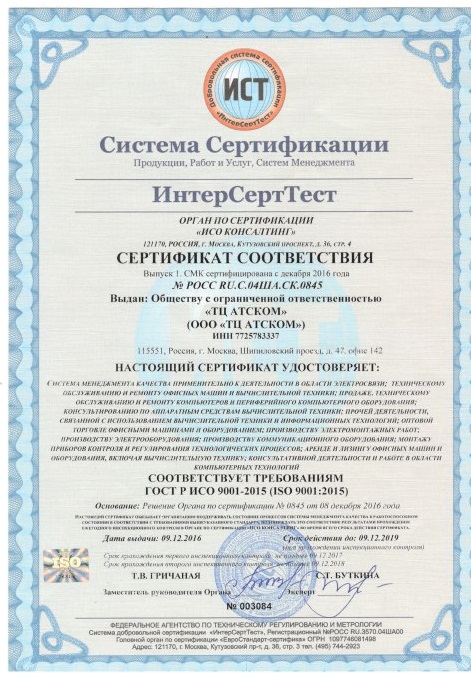 Добровольная система сертификации
ИСТ
«ИнтерСертТест»
Система Сертификации
Продукции, Работ и Услуг, Систем Менеджмента
ИнтерСертТест
ОРГАН ПО СЕРТИФИКАЦИИ
«ИСО КОНСАЛТИНГ»
121170, РОССИЯ, г. Москва, Кутузовский проспект, д. 36, стр. 4
СЕРТИФИКАТ СООТВЕТСТВИЯ
Выпуск 1. СМК сертифицирована с декабря 2016 года
№ РОСС RU.С.04ША.СК.0845
Выдан: Обществу с ограниченной ответственностью
«ТЦ АТСКОМ»
(ООО «ТЦ АТСКОМ»)
ИНН 7725783337
115551, Россия, г. Москва, Шипиловский проезд, д. 47, офис 142
НАСТОЯЩИЙ СЕРТИФИКАТ УДОСТОВЕРЯЕТ:
СИСТЕМА МЕНЕДЖМЕНТА КАЧЕСТВА ПРИМЕНИТЕЛЬНО К ДЕЯТЕЛЬНОСТИ В ОБЛАСТИ ЭЛЕКТРОСВЯЗИ; ТЕХНИЧЕСКОМУ
ОБСЛУЖИВАНИЮ И РЕМОНТУ ОФИСНЫХ МАШИН И ВЫЧИСЛИТЕЛЬНОЙ ТЕХНИКИ; ПРОДАЖЕ, ТЕХНИЧЕСКОМУ
ОБСЛУЖИВАНИЮ И РЕМОНТУ КОМПЬЮТЕРОВ И ПЕРИФЕРИЙНОГО КОМПЬЮТЕРНОГО ОБОРУДОВАНИЯ;
КОНСУЛЬТИРОВАНИЮ ПО АППАРАТНЫМ СРЕДСТВАМ ВЫЧИСЛИТЕЛЬНОЙ ТЕХНИКИ; ПРОЧЕЙ ДЕЯТЕЛЬНОСТИ,
СВЯЗАННОЙ С ИСПОЛЬЗОВАНИЕМ ВЫЧИСЛИТЕЛЬНОЙ ТЕХНИКИ И ИНФОРМАЦИОННЫХ ТЕХНОЛОГИЙ; ОПТОВОЙ
ТОРГОВЛЕ ОФИСНЫМИ МАШИНАМИ И ОБОРУДОВАНИЕМ; ПРОИЗВОДСТВУ ЭЛЕКТРОМОНТАЖНЫХ РАБОТ;
ПРОИЗВОДСТВУ ЭЛЕКТРООБОРУДОВАНИЯ; ПРОИЗВОДСТВУ КОММУНИКАЦИОННОГО ОБОРУДОВАНИЯ; МОНТАЖУ
ПРИБОРОВ КОНТРОЛЯ И РЕГУЛИРОВАНИЯ ТЕХНОЛОГИЧЕСКИХ ПРОЦЕССОВ; АРЕНДЕ И ЛИЗИНГУ ОФИСНЫХ МАШИН И
ОБОРУДОВАНИЯ, ВКЛЮЧАЯ ВЫЧИСЛИТЕЛЬНУЮ ТЕХНИКУ; КОНСУЛЬТАТИВНОЙ ДЕЯТЕЛЬНОСТИ И РАБОТЕ В ОБЛАСТИ
КОМПЬЮТЕРНЫХ ТЕХНОЛОГИЙ
СООТВЕТСТВУЕТ ТРЕБОВАНИЯМ
ГОСТ Р ИСО 9001-2015 (ISO 9001:2015)
Основание: Решение Органа по сертификации № 0845 от 08 декабря 2016 года
Дата выдачи: 09.12.2016 Срок действия до: 09.12.2019
(при прохождении инспекционного контроля)
Срок прохождения первого инспекционного контроля не позднее 09.12.2017
Срок прохождения второго инспекционного контроля не позднее 09.12.2018
ISO
Т.В. ГРИЧАНАЯ С.Т. БУТКИНА
Заместитель руководителя Органа Эксперт
№ 003084
ФЕДЕРАЛЬНОЕ АГЕНТСТВО ПО ТЕХНИЧЕСКОМУ РЕГУЛИРОВАНИЮ И МЕТРОЛОГИИ
Система добровольной сертификации «ИнтерСертТест», Регистрационный №РОСС RU.3570.04ША00
Головной орган по сертификации «ЕвроСтандарт-сертифика» ОГРН 1097746081498
Адрес: 121170, г. Москва, Кутузовский пр-т, д. 36, стр. 3 тел. (495) 744-2923